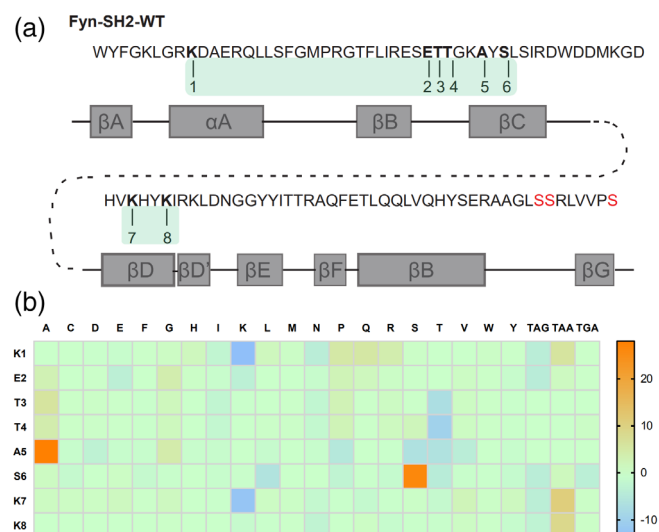 (a) Fyn-SH2-WT
WYFGKLGRKDAERQLLSFGMPRGTFLIRESETTGKAYSLSIRDWDDMKGD
1 2 3 4 5 6
βA αA βB βC
HVKHYKIRKLDNGGYYITTRAQFETLQQLVQHYSERAAGLSSRLVVPS
7 8
βD βD' βE βF βB βG
(b)
A C D E F G H I K L M N P Q R S T V W Y TAG TAA TGA
K1
E2
T3
T4
A5
S6
K7
K8
20
10
0
-10